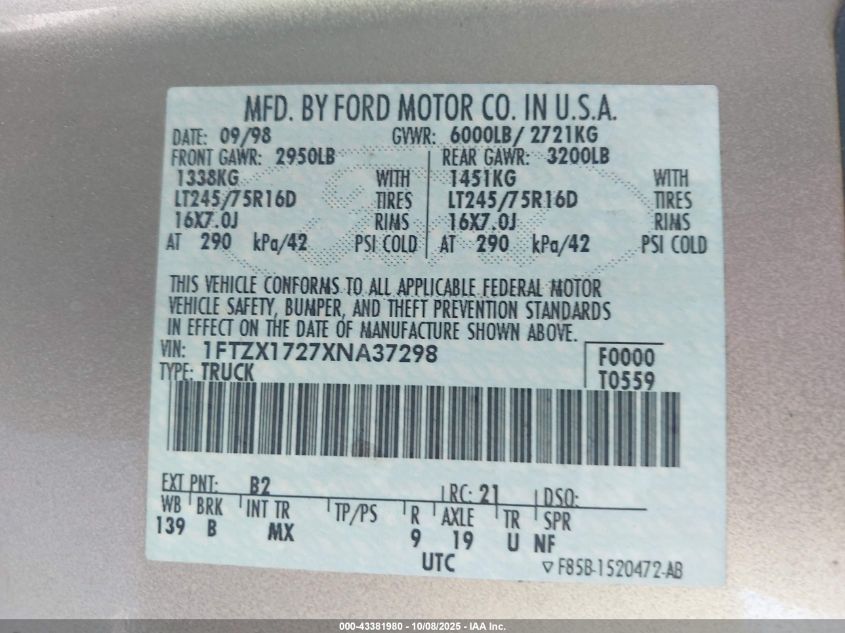 MFD. BY FORD MOTOR CO. IN U.S.A.
DATE: 09/98 GVWR: 6000LB/ 2721KG
FRONT GAWR: 2950LB REAR GAWR: 3200LB
1338KG WITH 1451KG WITH
LT245/75R16D TIRES LT245/75R16D TIRES
16X7.0J RIMS 16X7.0J RIMS
AT 290 kPa/42 PSI COLD AT 290 kPa/42 PSI COLD
THIS VEHICLE CONFORMS TO ALL APPLICABLE FEDERAL MOTOR
VEHICLE SAFETY, BUMPER, AND THEFT PREVENTION STANDARDS
IN EFFECT ON THE DATE OF MANUFACTURE SHOWN ABOVE.
VIN: 1FTZX1727XNA37298 F0000
TYPE: TRUCK T0559
EXT PNT: B2 RC: 21 DSO:
WB BRK INT TR TP/PS R AXLE TR SPR
139 B MX 9 19 U NF
UTC ▽ F85B-1520472-AB
000-43381980 - 10/08/2025 - IAA Inc.